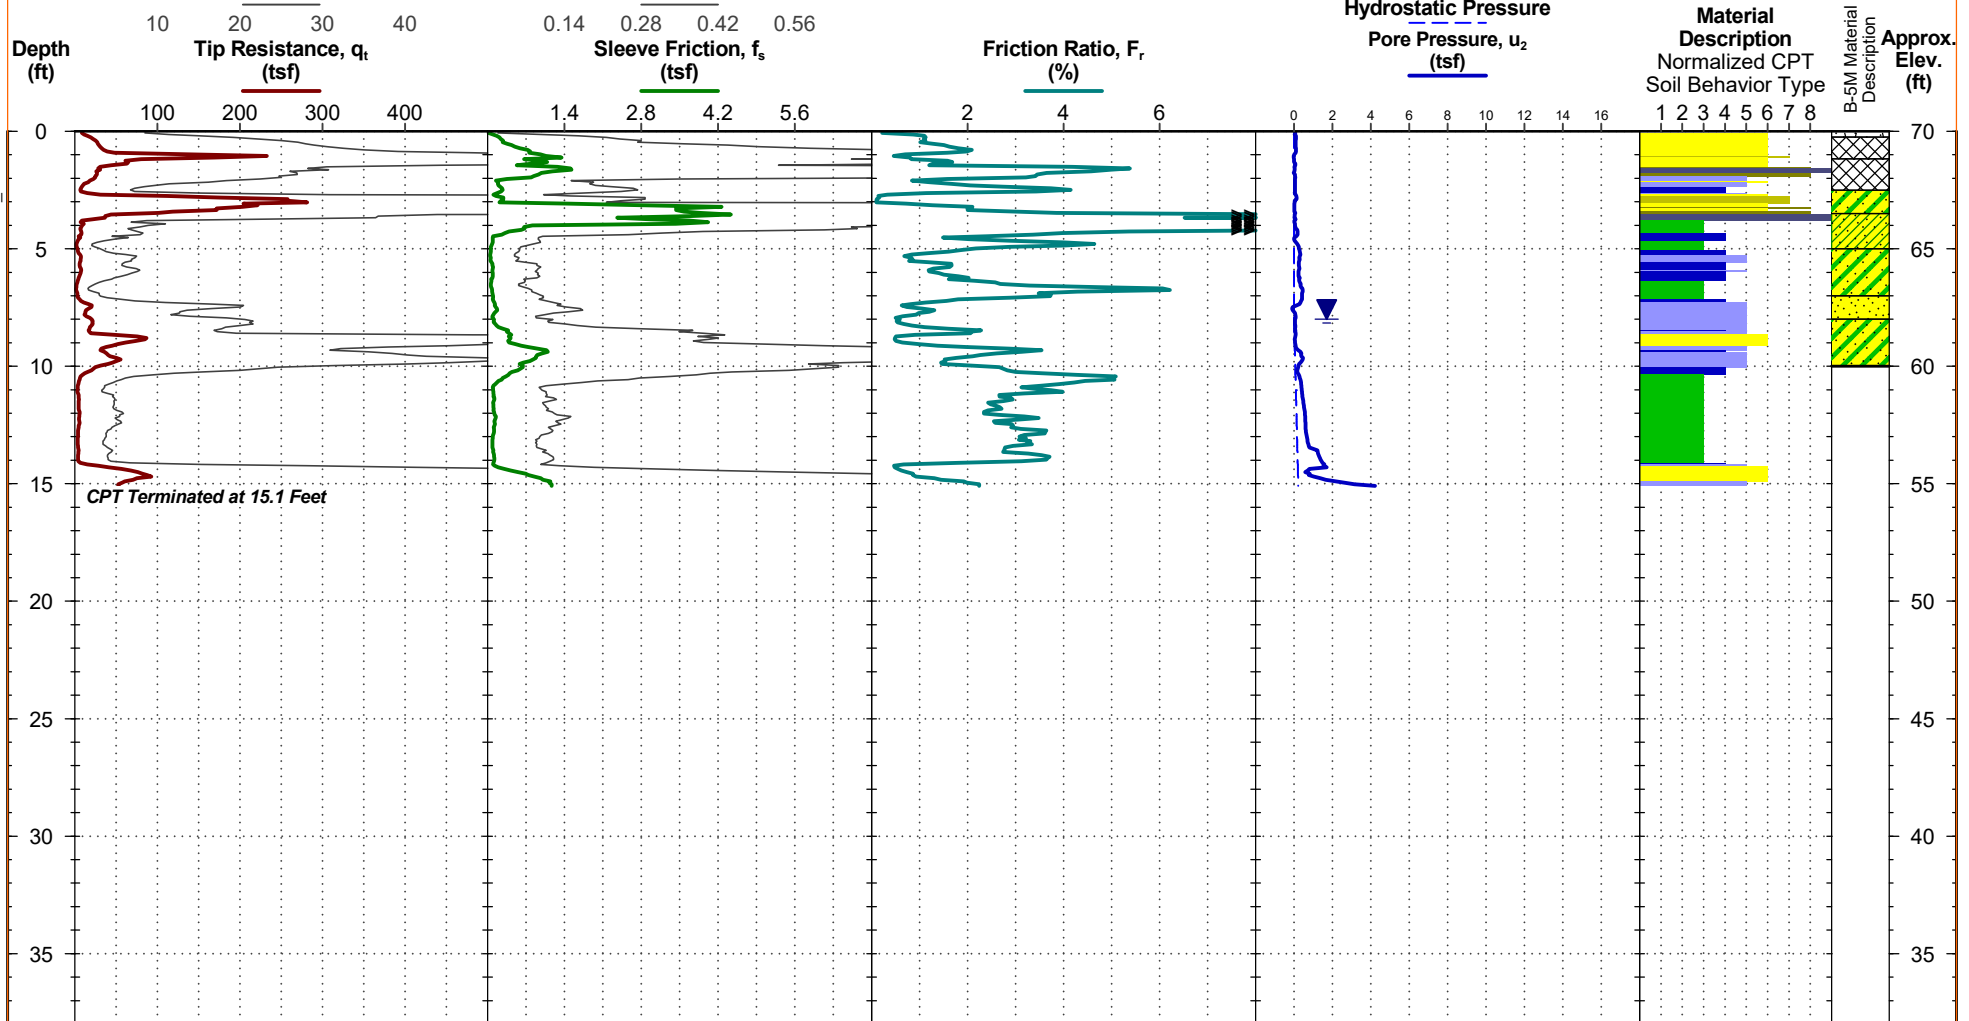 10 20 30 40 0.14 0.28 0.42 0.56 Hydrostatic Pressure
Depth
(ft)
Tip Resistance, qt
(tsf)
Sleeve Friction, fs
(tsf)
Friction Ratio, Fr
(%)
Pore Pressure, u2
(tsf)
Material
Description
Normalized CPT
Soil Behavior Type
B-5M Material
Description
Approx.
Elev.
(ft)
100 200 300 400 1.4 2.8 4.2 5.6 2 4 6 0 2 4 6 8 10 12 14 16 1 2 3 4 5 6 7 8
0 70
5 65
10 60
15 CPT Terminated at 15.1 Feet 55
20 50
25 45
30 40
35 35